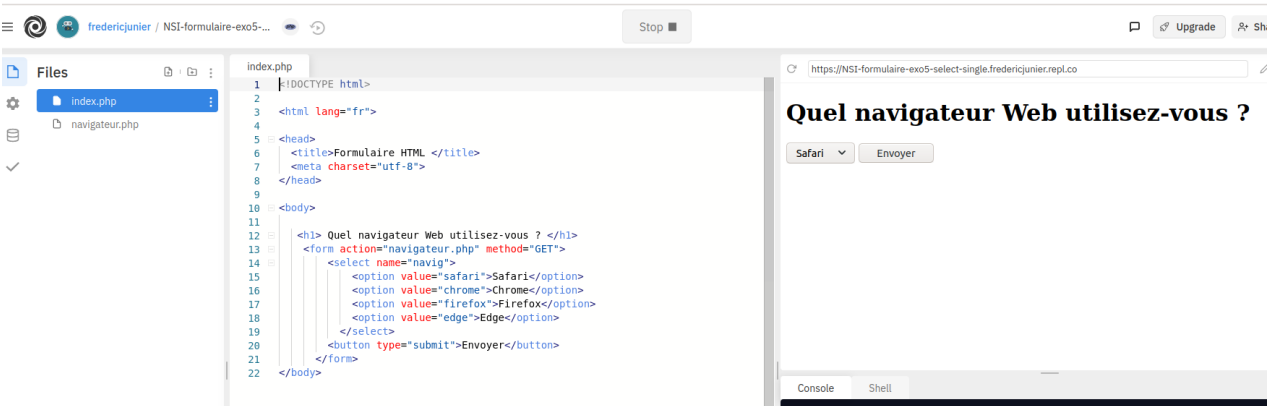 fredericjunier / NSI-formulaire-exo5-...
Stop
Upgrade
Sha
Files
index.php
navigateur.php
index.php
1 <!DOCTYPE html>
2
3 <html lang="fr">
4
5 <head>
6 <title>Formulaire HTML </title>
7 <meta charset="utf-8">
8 </head>
9
10 <body>
11
12 <h1> Quel navigateur Web utilisez-vous ? </h1>
13 <form action="navigateur.php" method="GET">
14 <select name="navig">
15 <option value="safari">Safari</option>
16 <option value="chrome">Chrome</option>
17 <option value="firefox">Firefox</option>
18 <option value="edge">Edge</option>
19 </select>
20 <button type="submit">Envoyer</button>
21 </form>
22 </body>
https://NSI-formulaire-exo5-select-single.fredericjunier.repl.co
Quel navigateur Web utilisez-vous ?
Safari Envoyer
Console Shell